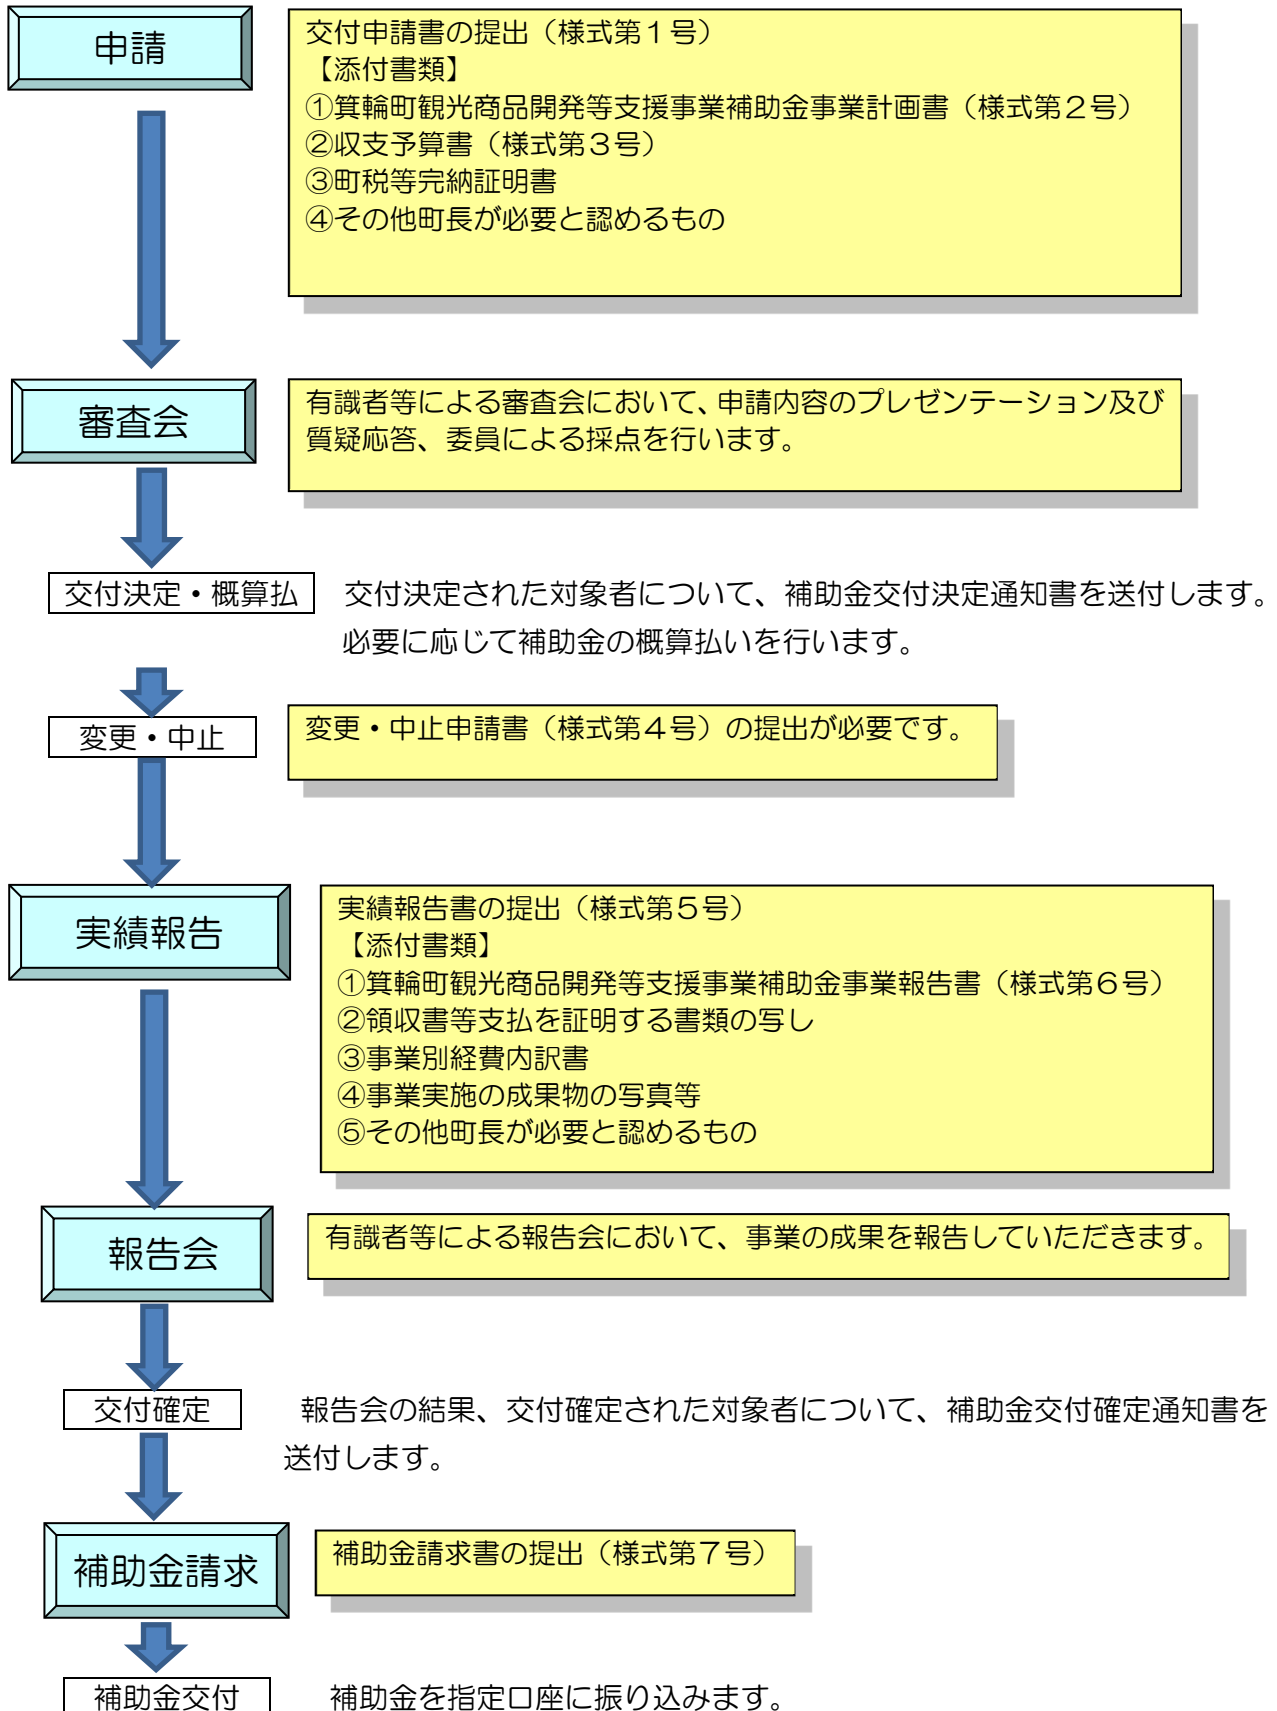 申請
交付申請書の提出（様式第１号）
【添付書類】
①箕輪町観光商品開発等支援事業補助金事業計画書（様式第２号）
②収支予算書（様式第３号）
③町税等完納証明書
④その他町長が必要と認めるもの
審査会
有識者等による審査会において、申請内容のプレゼンテーション及び
質疑応答、委員による採点を行います。
交付決定・概算払
交付決定された対象者について、補助金交付決定通知書を送付します。
必要に応じて補助金の概算払いを行います。
変更・中止
変更・中止申請書（様式第４号）の提出が必要です。
実績報告
実績報告書の提出（様式第５号）
【添付書類】
①箕輪町観光商品開発等支援事業補助金事業報告書（様式第６号）
②領収書等支払を証明する書類の写し
③事業別経費内訳書
④事業実施の成果物の写真等
⑤その他町長が必要と認めるもの
報告会
有識者等による報告会において、事業の成果を報告していただきます。
交付確定
報告会の結果、交付確定された対象者について、補助金交付確定通知書を
送付します。
補助金請求
補助金請求書の提出（様式第７号）
補助金交付
補助金を指定口座に振り込みます。